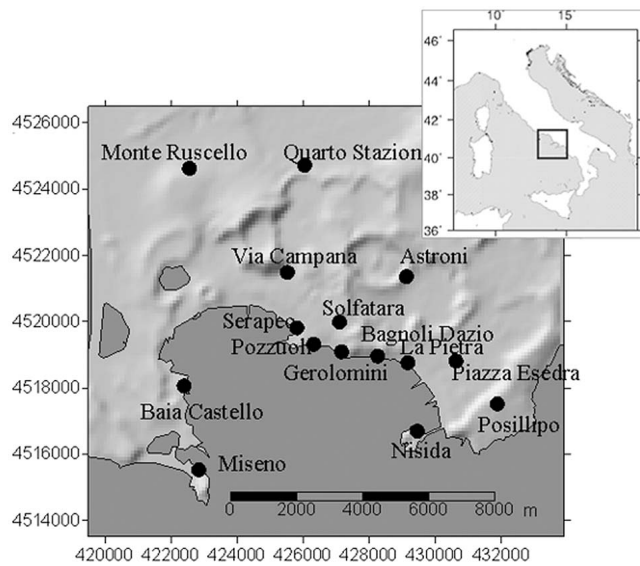 10˚ 15˚
46˚
44˚
42˚
40˚
38˚
36˚
4526000
4524000
4522000
4520000
4518000
4516000
4514000
Monte Ruscello
Quarto Stazion
Via Campana
Astroni
Solfatara
Serapeo
Bagnoli Dazio
Pozzuoli
La Pietra
Gerolomini
Piazza Esedra
Baia Castello
Posillipo
Nisida
Miseno
0 2000 4000 6000 8000 m
420000 422000 424000 426000 428000 430000 432000